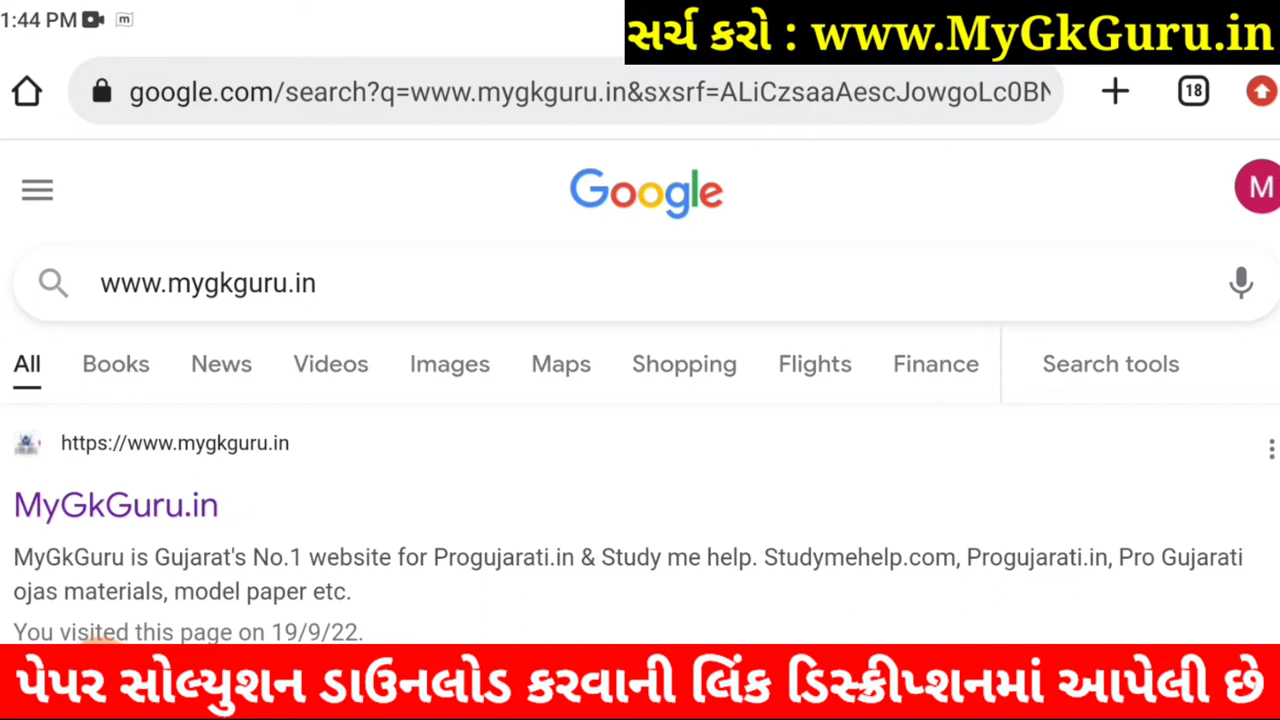 1:44 PM m
સર્ચ કરો : www.MyGkGuru.in
google.com/search?q=www.mygkguru.in&sxsrf=ALiCzsaaAescJowgoLc0BN
18
Google
M
www.mygkguru.in
All Books News Videos Images Maps Shopping Flights Finance Search tools
https://www.mygkguru.in
MyGkGuru.in
MyGkGuru is Gujarat's No.1 website for Progujarati.in & Study me help. Studymehelp.com, Progujarati.in, Pro Gujarati
ojas materials, model paper etc.
You visited this page on 19/9/22.
પેપર સોલ્યુશન ડાઉનલોડ કરવાની લિંક ડિસ્ક્રીપ્શનમાં આપેલી છે